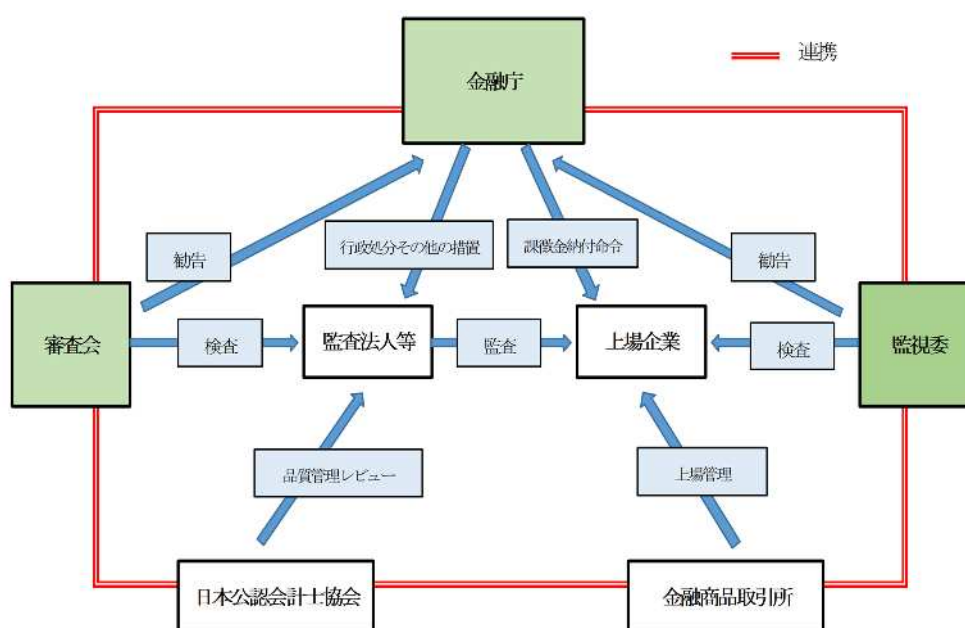 連携
金融庁
行政処分その他の措置
課徴金納付命令
勧告
勧告
審査会
検査
監査法人等
監査
上場企業
検査
監視委
品質管理レビュー
上場管理
日本公認会計士協会
金融商品取引所